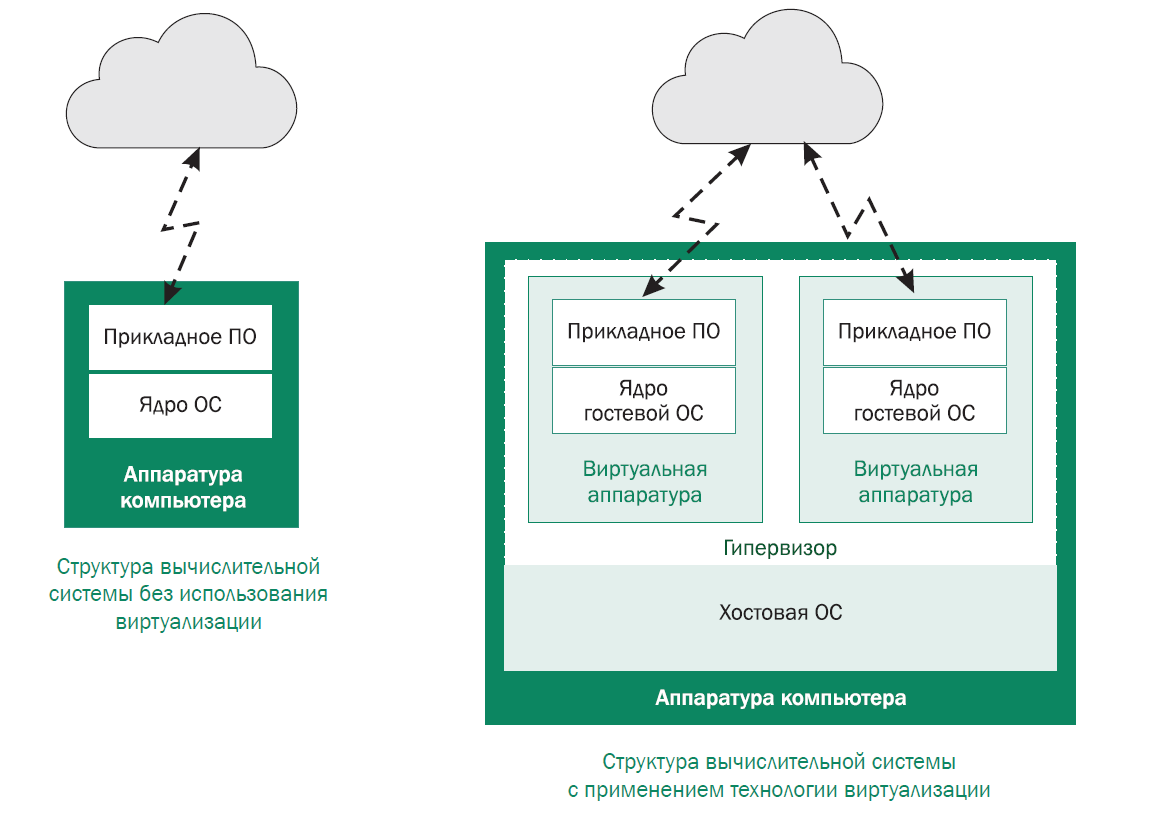 Прикладное ПО
Ядро ОС
Аппаратура
компьютера
Структура вычислительной
системы без использования
виртуализации
Прикладное ПО
Ядро
гостевой ОС
Виртуальная
аппаратура
Прикладное ПО
Ядро
гостевой ОС
Виртуальная
аппаратура
Гипервизор
Хостовая ОС
Аппаратура компьютера
Структура вычислительной системы
с применением технологии виртуализации